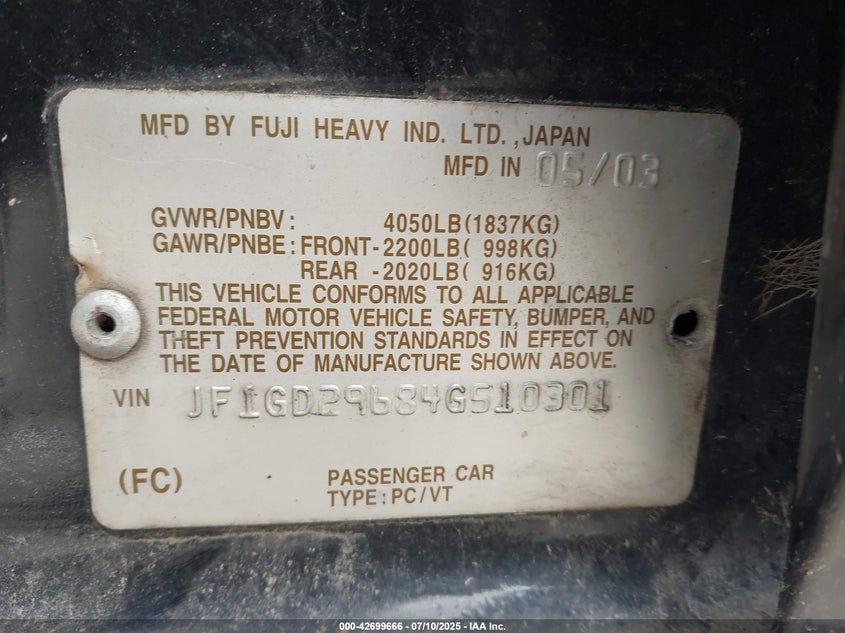 MFD BY FUJI HEAVY IND. LTD.,JAPAN
MFD IN 05/03
GVWR/PNBV: 4050LB(1837KG)
GAWR/PNBE: FRONT-2200LB( 998KG)
REAR -2020LB( 916KG)
THIS VEHICLE CONFORMS TO ALL APPLICABLE
FEDERAL MOTOR VEHICLE SAFETY, BUMPER, AND
THEFT PREVENTION STANDARDS IN EFFECT ON
THE DATE OF MANUFACTURE SHOWN ABOVE.
VIN JF1GD29684G510301
(FC) PASSENGER CAR
TYPE:PC/VT
000-42699666 - 07/10/2025 - IAA Inc.